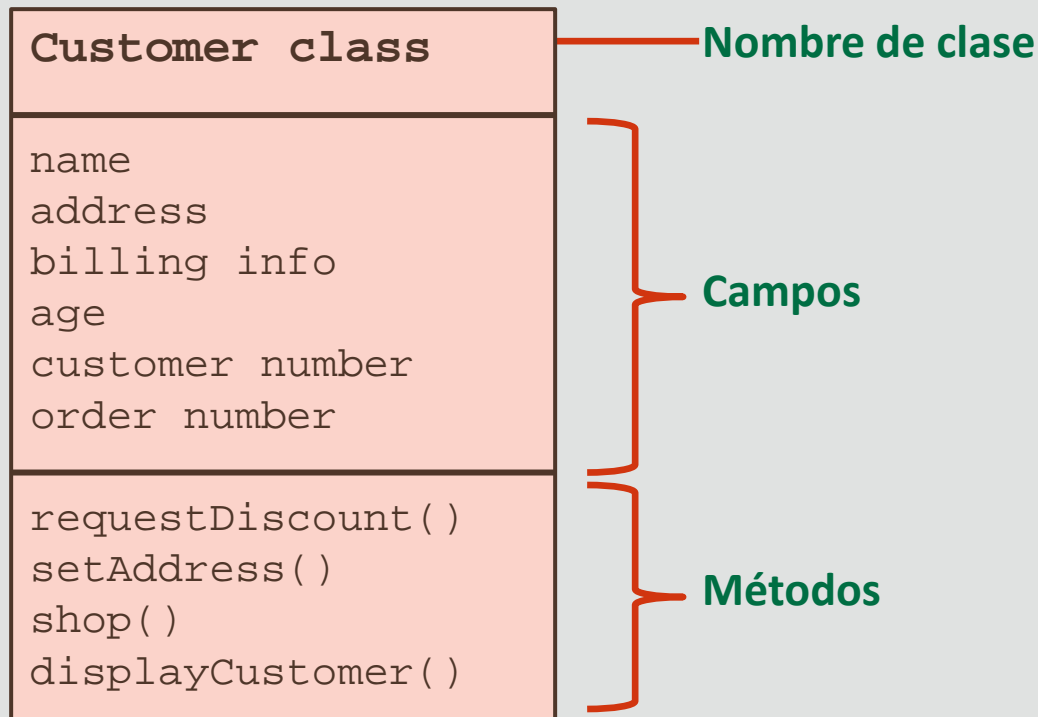 Customer class
Nombre de clase
name
address
billing info
age
customer number
order number
Campos
requestDiscount()
setAddress()
shop()
displayCustomer()
Métodos